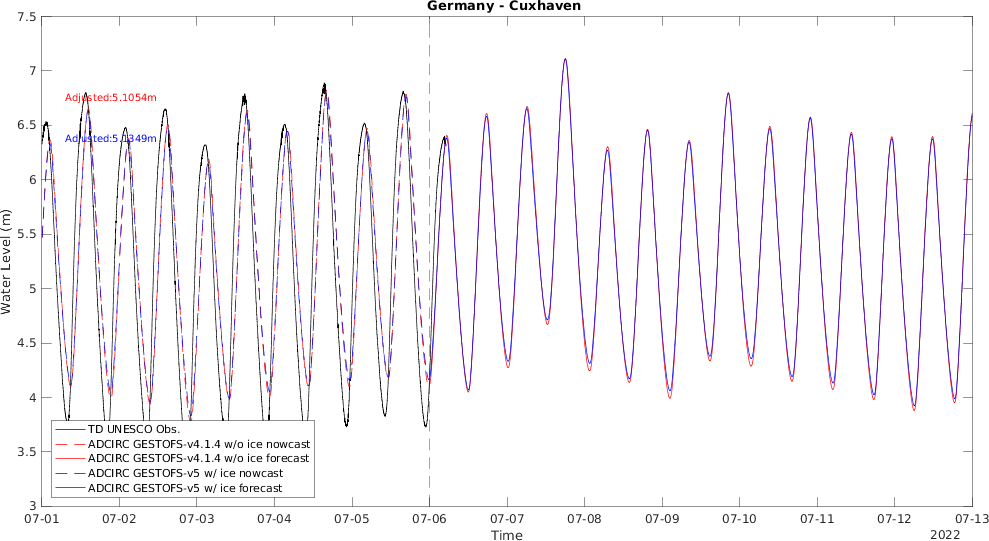 Germany - Cuxhaven
7.5
7
6.5
6
5.5
5
4.5
4
3.5
3
Water Level (m)
Adjusted:5.1054m
Adjusted:5.1349m
TD UNESCO Obs.
ADCIRC GESTOFS-v4.1.4 w/o ice nowcast
ADCIRC GESTOFS-v4.1.4 w/o ice forecast
ADCIRC GESTOFS-v5 w/ ice nowcast
ADCIRC GESTOFS-v5 w/ ice forecast
07-01 07-02 07-03 07-04 07-05 07-06 07-07 07-08 07-09 07-10 07-11 07-12 07-13
Time
2022